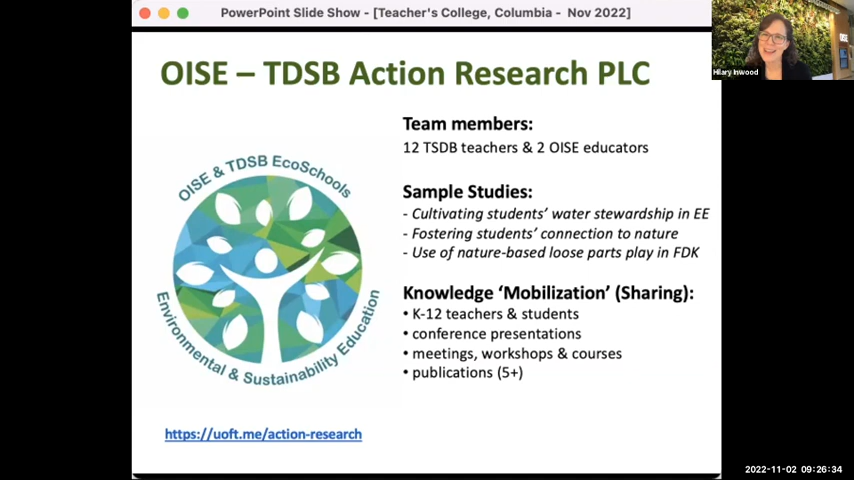 PowerPoint Slide Show - [Teacher's College, Columbia - Nov 2022]
Hilary Inwood
OISE – TDSB Action Research PLC
OISE & TDSB EcoSchools
Environmental & Sustainability Education
https://uoft.me/action-research
Team members:
12 TSDB teachers & 2 OISE educators
Sample Studies:
- Cultivating students' water stewardship in EE
- Fostering students' connection to nature
- Use of nature-based loose parts play in FDK
Knowledge 'Mobilization' (Sharing):
• K-12 teachers & students
• conference presentations
• meetings, workshops & courses
• publications (5+)
2022-11-02 09:26:34